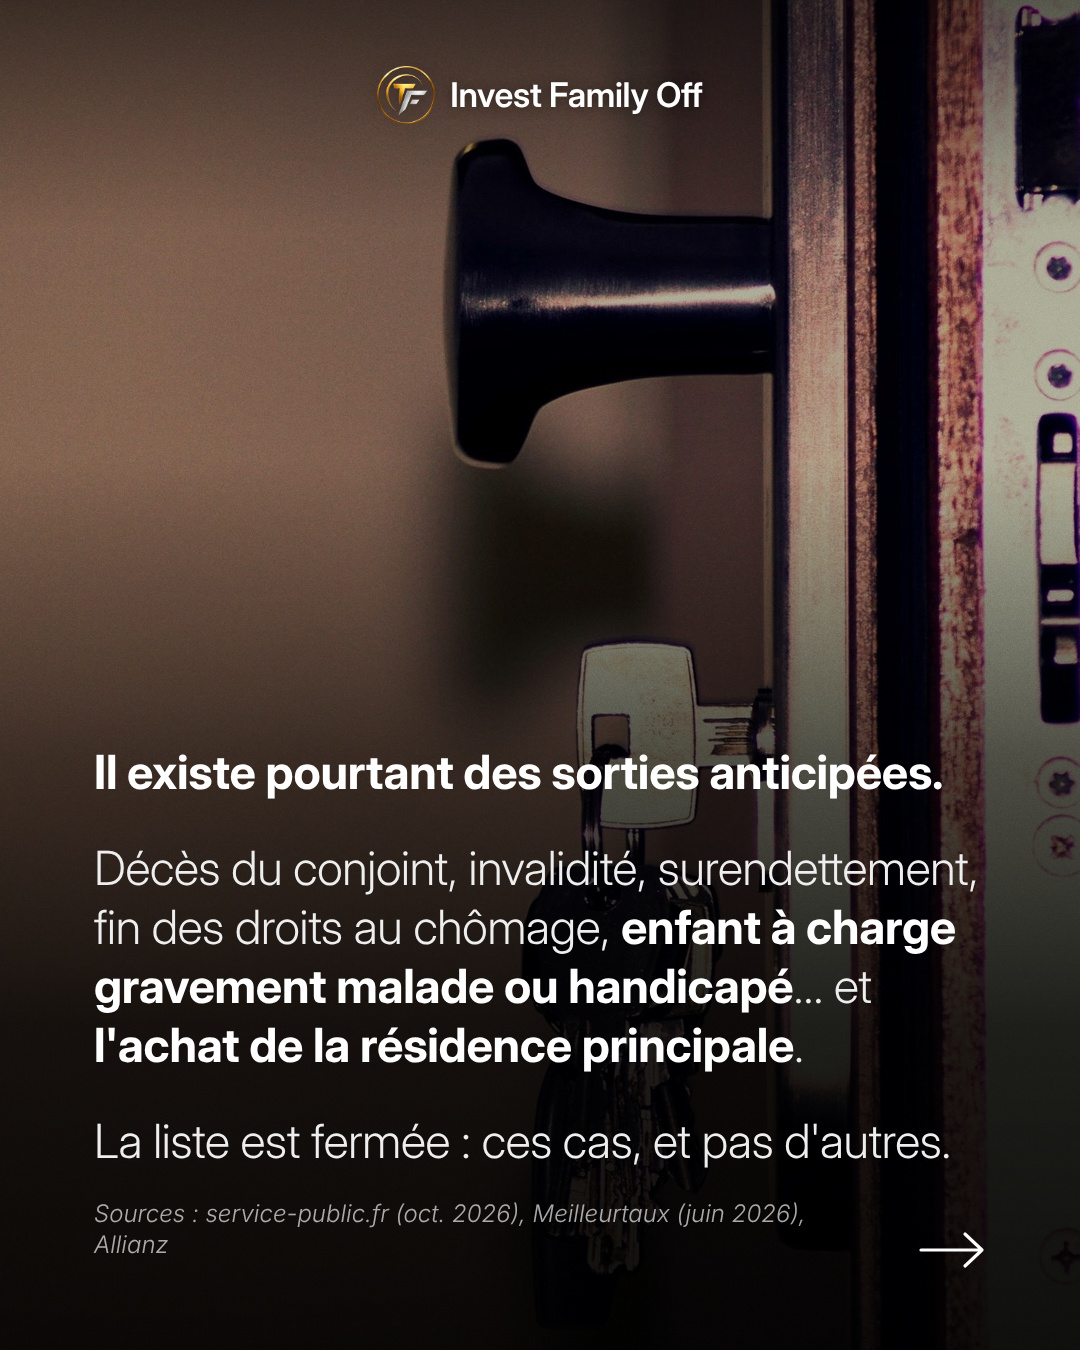 Invest Family Off
Il existe pourtant des sorties anticipées.
Décès du conjoint, invalidité, surendettement,
fin des droits au chômage, enfant à charge
gravement malade ou handicapé... et
l'achat de la résidence principale.
La liste est fermée : ces cas, et pas d'autres.
Sources : service-public.fr (oct. 2026), Meilleurtaux (juin 2026),
Allianz